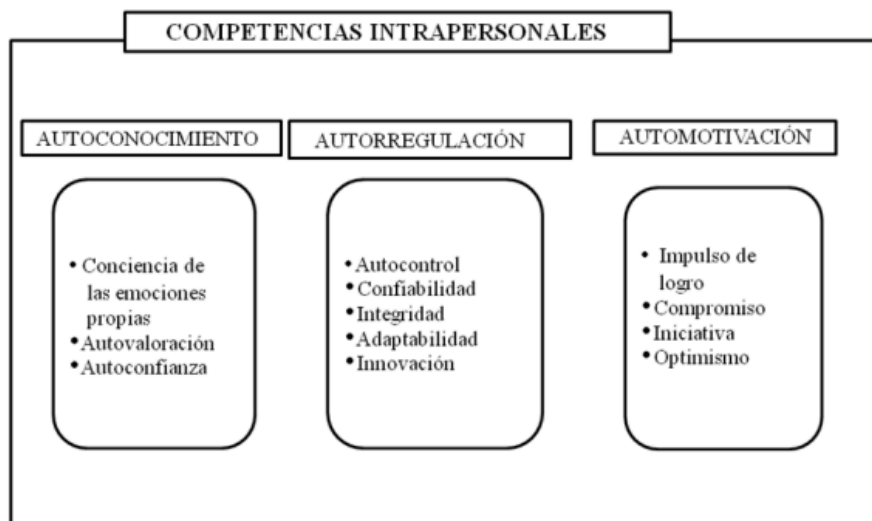 COMPETENCIAS INTRAPERSONALES
AUTOCONOCIMIENTO
• Conciencia de
las emociones
propias
• Autovaloración
• Autoconfianza
AUTORREGULACIÓN
• Autocontrol
• Confiabilidad
• Integridad
• Adaptabilidad
• Innovación
AUTOMOTIVACIÓN
• Impulso de
logro
• Compromiso
• Iniciativa
• Optimismo